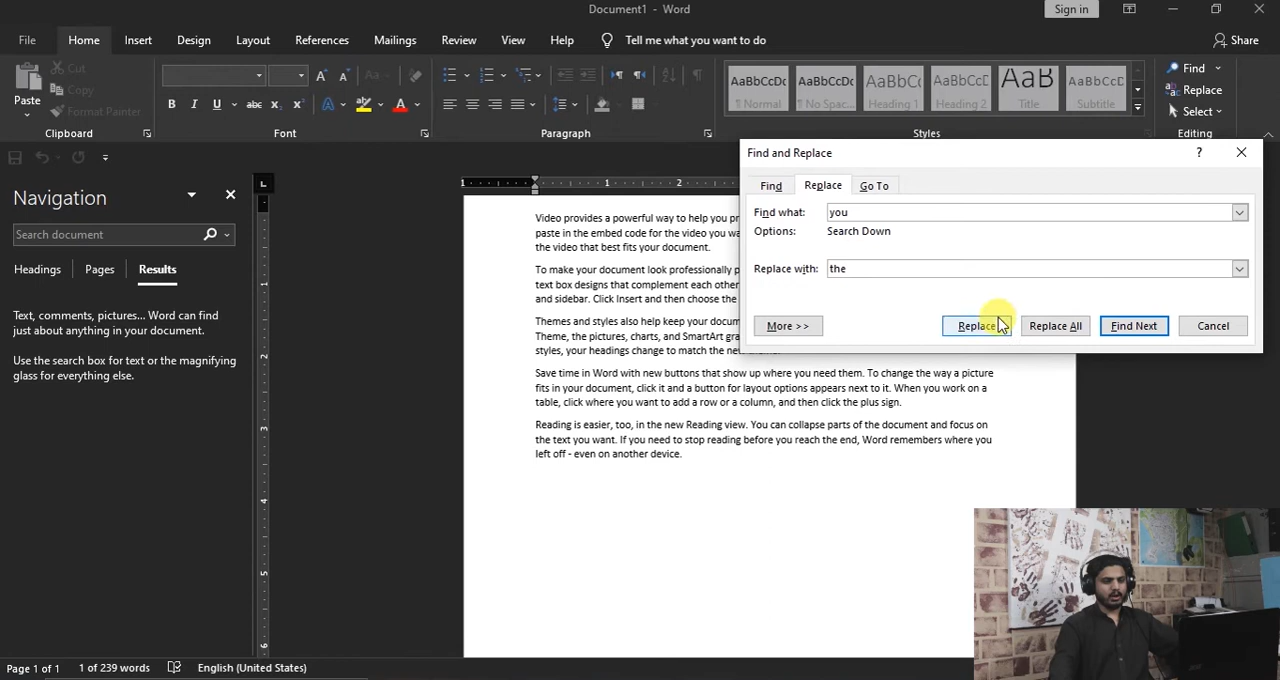 Document1 - Word
Sign in
File Home Insert Design Layout References Mailings Review View Help Tell me what you want to do
Share
Paste
Cut
Copy
Format Painter
Clipboard
Font
Paragraph
AaBbCcDc
¶ Normal
AaBbCcDc
¶ No Spac...
AaBbC
Heading 1
AaBbCcD
Heading 2
AaB
Title
AaBbCcD
Subtitle
Styles
Find
Replace
Select
Editing
Navigation
Search document
Headings Pages Results
Text, comments, pictures... Word can find
just about anything in your document.
Use the search box for text or the magnifying
glass for everything else.
Find and Replace
Find Replace Go To
Find what: you
Options: Search Down
Replace with: the
More >> Replace Replace All Find Next Cancel
Video provides a powerful way to help you
paste in the embed code for the video you
the video that best fits your document.
To make your document look professionally
text box designs that complement each other
and sidebar. Click Insert and then choose the
Themes and styles also help keep your
Theme, the pictures, charts, and SmartArt
styles, your headings change to match the new
Save time in Word with new buttons that show up where you need them. To change the way a picture
fits in your document, click it and a button for layout options appears next to it. When you work on a
table, click where you want to add a row or a column, and then click the plus sign.
Reading is easier, too, in the new Reading view. You can collapse parts of the document and focus on
the text you want. If you need to stop reading before you reach the end, Word remembers where you
left off - even on another device.
Page 1 of 1 1 of 239 words English (United States)